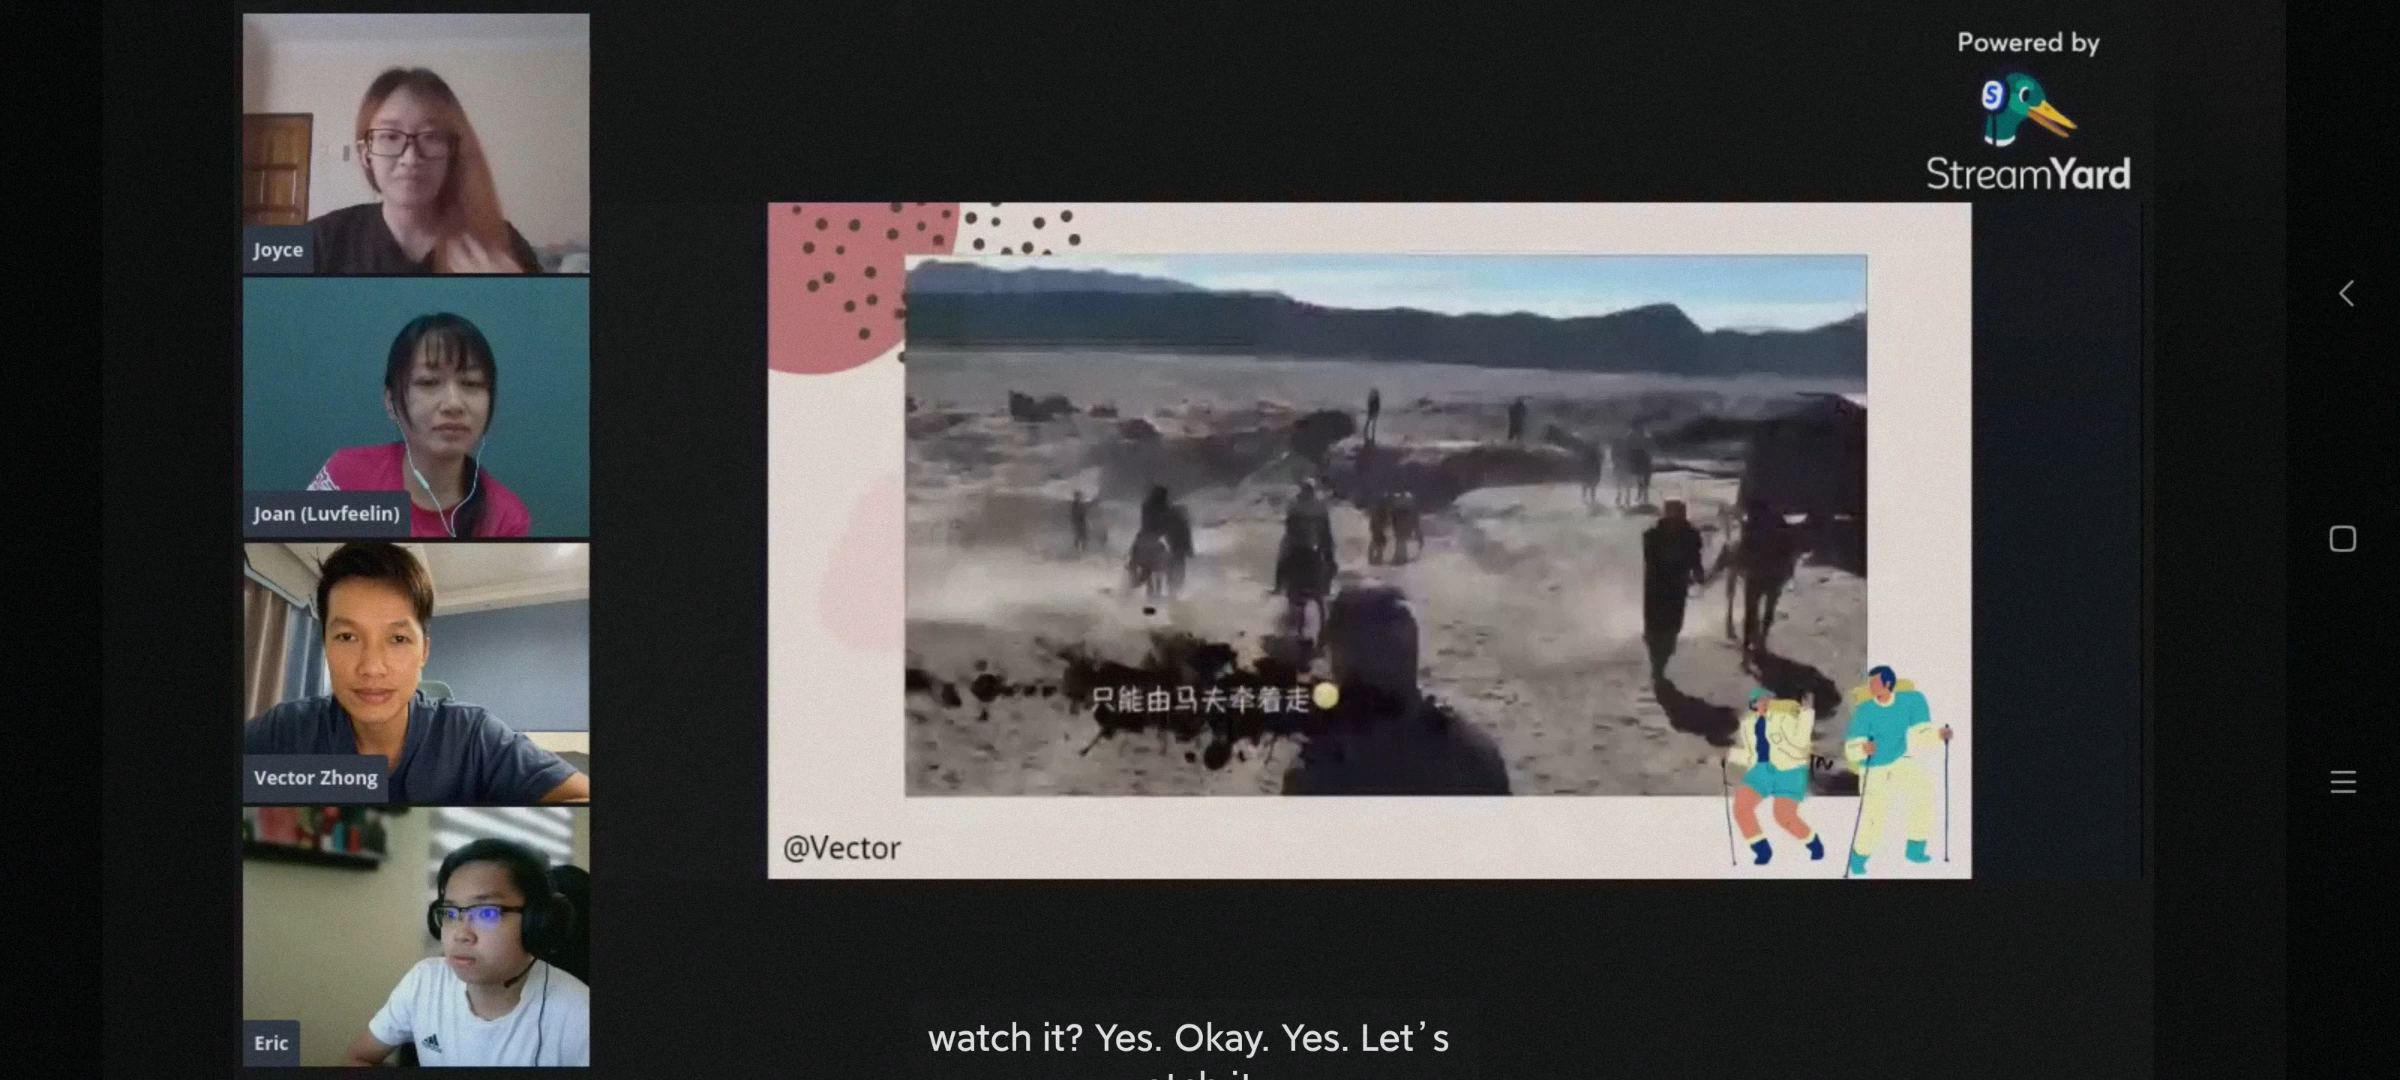 Powered by
S
StreamYard
Joyce
Joan (Luvfeelin)
Vector Zhong
Eric
只能由马夫牵着走
@Vector
watch it? Yes. Okay. Yes. Let’s